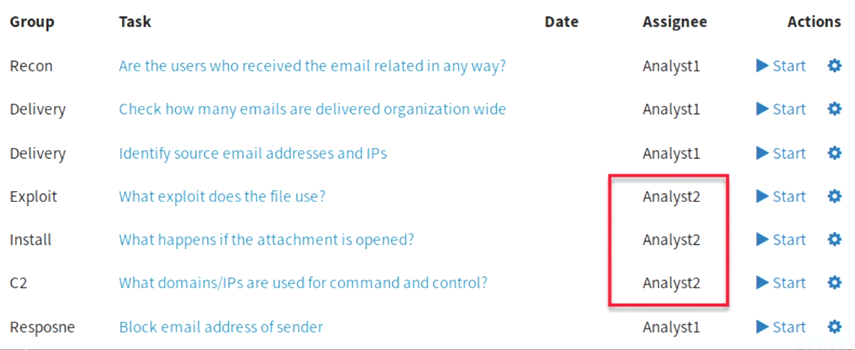 Group Task Date Assignee Actions
Recon Are the users who received the email related in any way? Analyst1 Start
Delivery Check how many emails are delivered organization wide Analyst1 Start
Delivery Identify source email addresses and IPs Analyst1 Start
Exploit What exploit does the file use? Analyst2 Start
Install What happens if the attachment is opened? Analyst2 Start
C2 What domains/IPs are used for command and control? Analyst2 Start
Resposne Block email address of sender Analyst1 Start